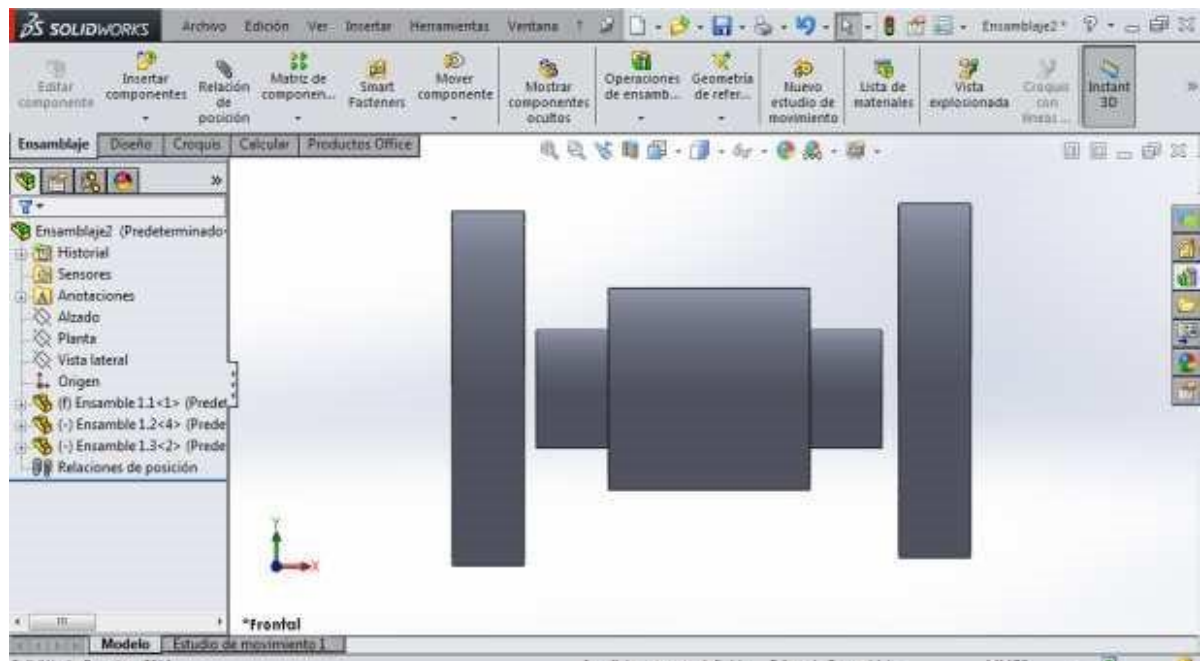 3S SOLIDWORKS Archivo Edición Ver Insertar Herramientas Ventana ? Ensamblaje2 *
Editar componente
Insertar componentes
Relación de posición
Matriz de componen...
Smart Fasteners
Mover componente
Mostrar componentes ocultos
Operaciones de ensamb...
Geometría de refer...
Nuevo estudio de movimiento
Lista de materiales
Vista explosionada
Croquis con líneas ...
Instant 3D
Ensamblaje Diseño Croquis Calcular Productos Office
Ensamblaje2 (Predeterminado
Historial
Sensores
Anotaciones
Alzado
Planta
Vista lateral
Origen
(f) Ensamble 1.1<1> (Predet
(-) Ensamble 1.2<4> (Prede
(-) Ensamble 1.3<2> (Prede
Relaciones de posición
Y
X
*Frontal
Modelo Estudio de movimiento 1